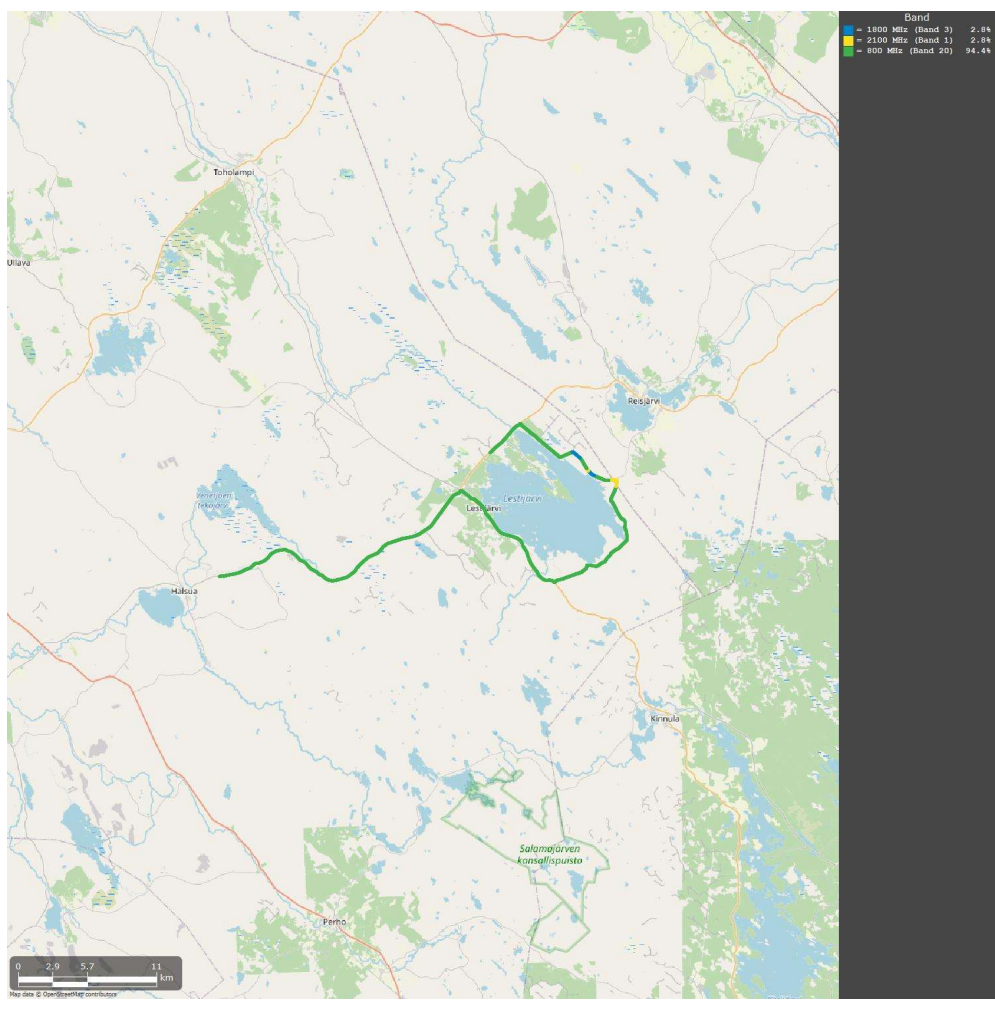 Band
= 1800 MHz (Band 3) 2.8%
= 2100 MHz (Band 1) 2.8%
= 800 MHz (Band 20) 94.4%
Toholampi
Ullava
Reisjärvi
Lestijärvi
tekojärvi
Lestijärvi
Halsua
Kinnula
Salamajärven
kansallispuisto
Perho
0 2.9 5.7 11
km
Map data © OpenStreetMap contributors